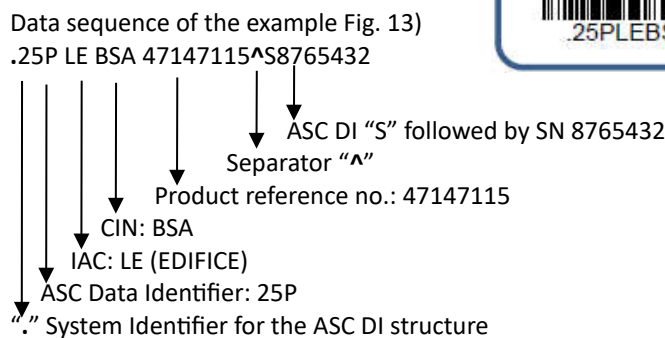 Data sequence of the example Fig. 13)
.25P LE BSA 47147115^S8765432
ASC DI “S” followed by SN 8765432
Separator “^”
Product reference no.: 47147115
CIN: BSA
IAC: LE (EDIFICE)
ASC Data Identifier: 25P
“.” System Identifier for the ASC DI structure